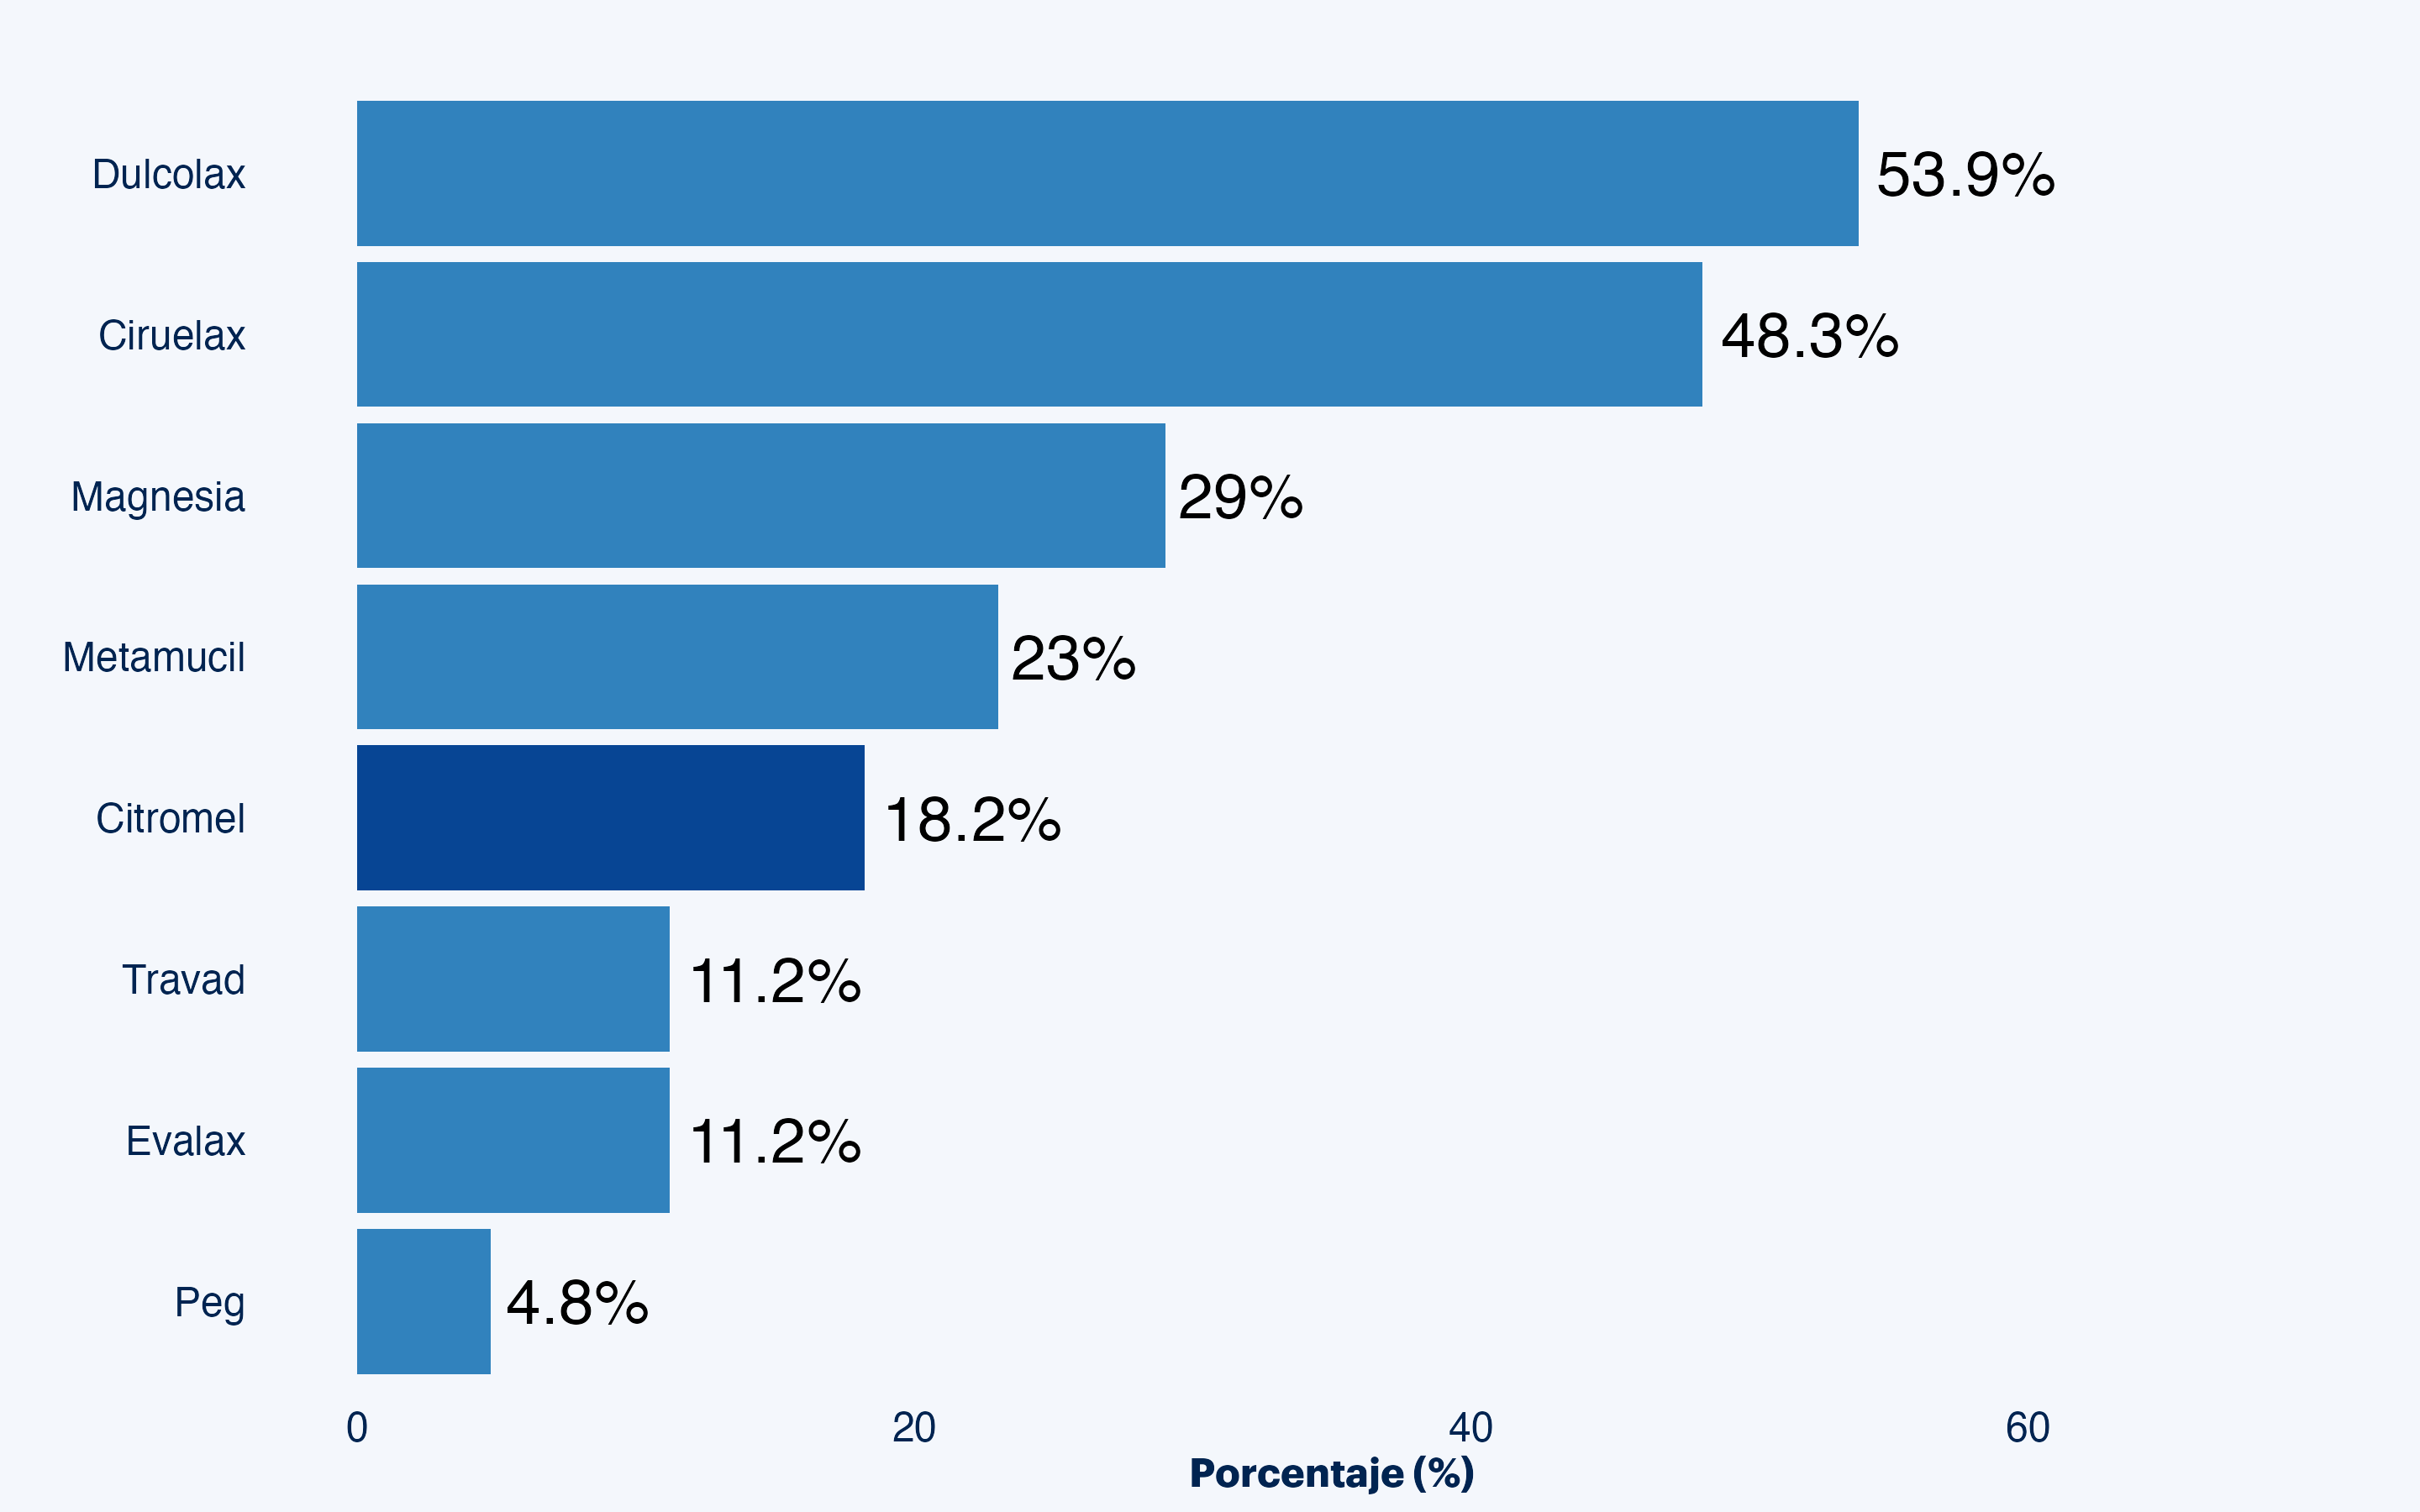 Dulcolax 53.9%
Ciruelax 48.3%
Magnesia 29%
Metamucil 23%
Citromel 18.2%
Travad 11.2%
Evalax 11.2%
Peg 4.8%
0 20 40 60
Porcentaje (%)